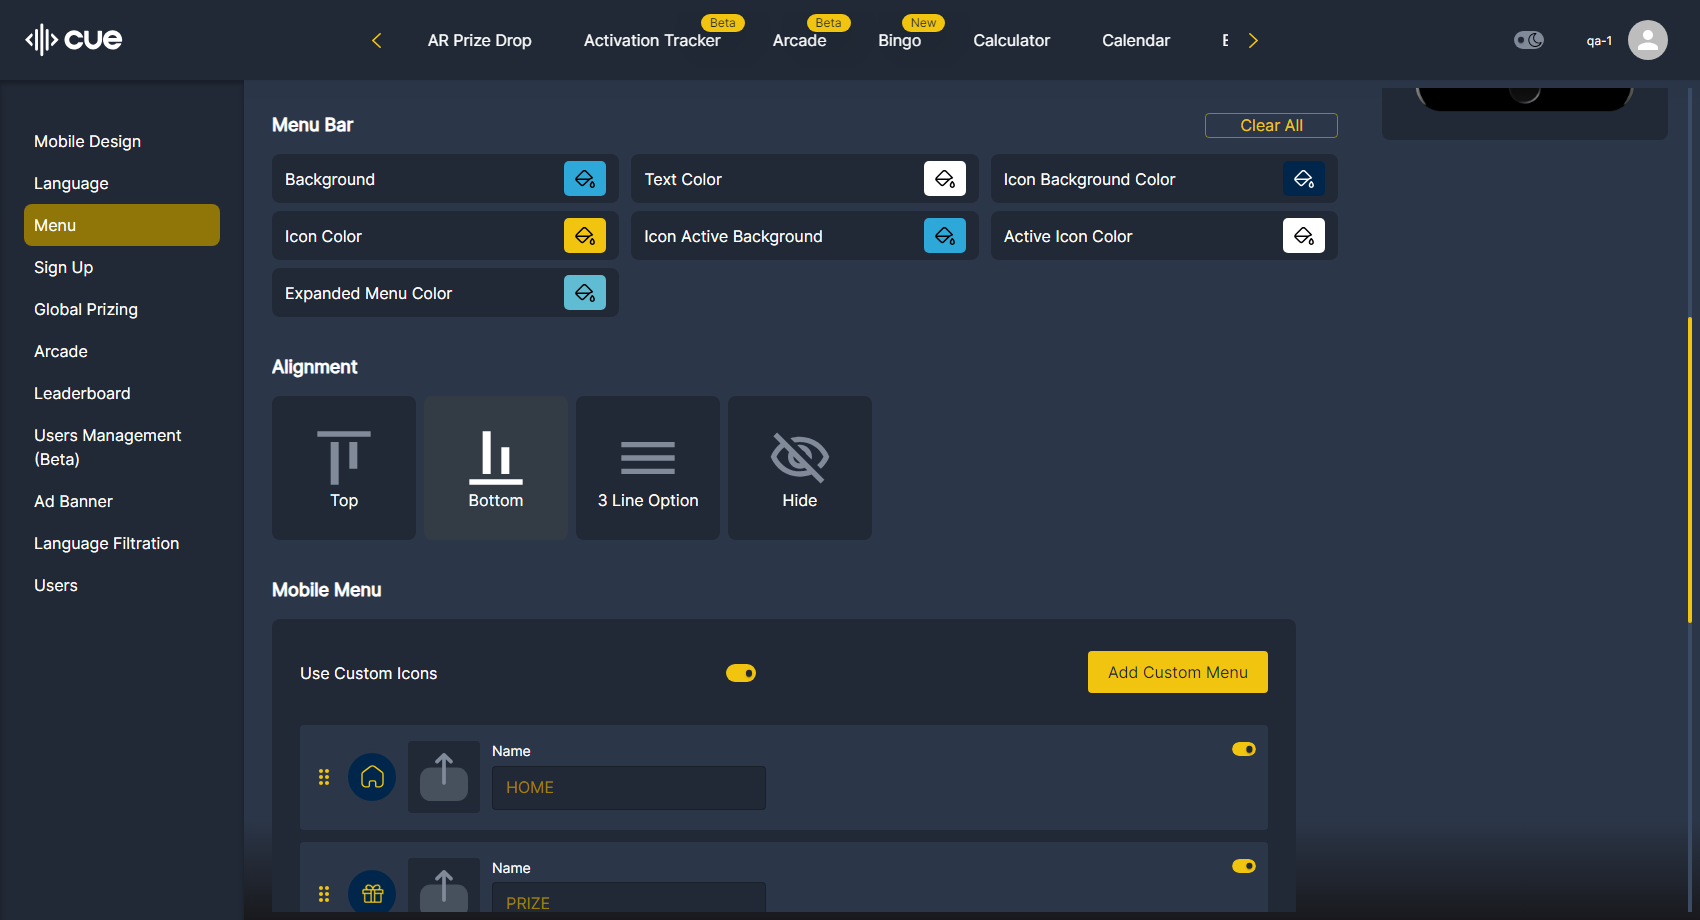 cue
AR Prize Drop
Activation Tracker
Beta
Arcade
Beta
Bingo
New
Calculator
Calendar
qa-1
Mobile Design
Language
Menu
Sign Up
Global Prizing
Arcade
Leaderboard
Users Management
(Beta)
Ad Banner
Language Filtration
Users
Menu Bar
Clear All
Background
Text Color
Icon Background Color
Icon Color
Icon Active Background
Active Icon Color
Expanded Menu Color
Alignment
Top
Bottom
3 Line Option
Hide
Mobile Menu
Use Custom Icons
Add Custom Menu
Name
HOME
Name
PRIZE